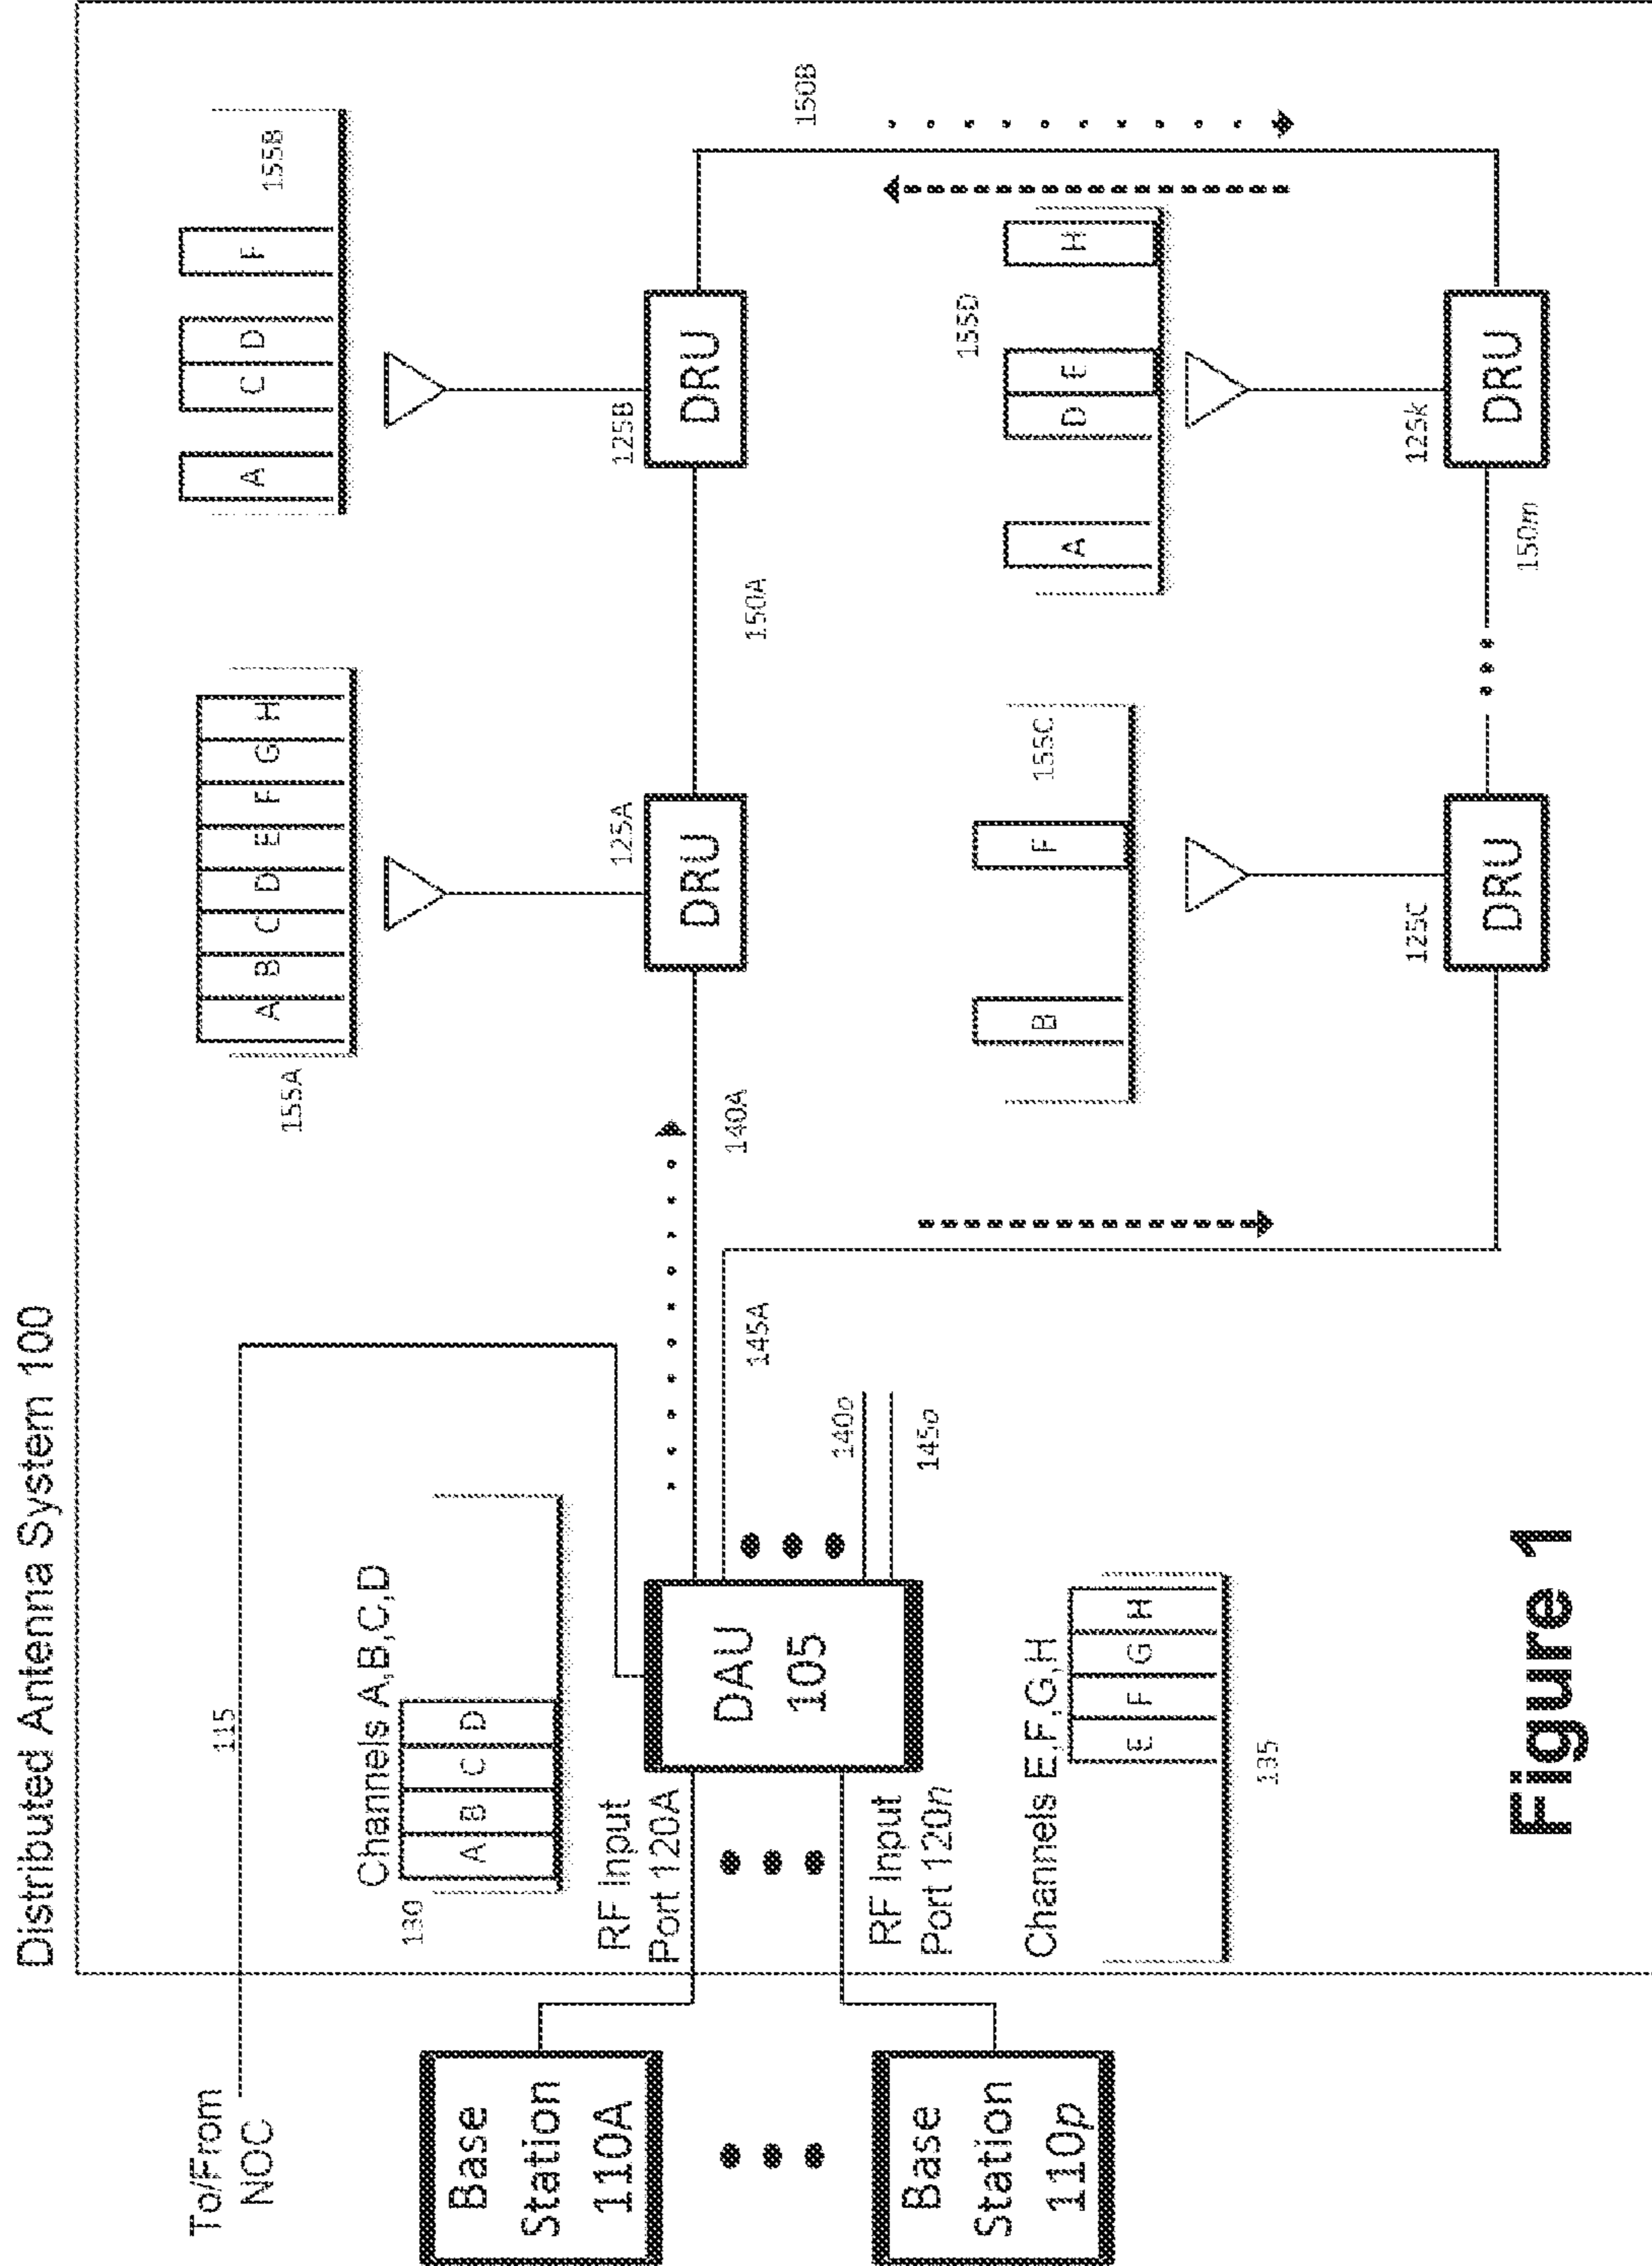 Distributed Antenna System 100
To/From
NOC
115
155A
A B C D E F G H
155B
A C D F
130
Channels A,B,C,D
A B C D
125A
DRU
125B
DRU
Base
Station
110A
RF Input
Port 120A
DAU
105
140A
150A
150B
145A
140o
145o
Base
Station
110p
RF Input
Port 120n
Channels E,F,G,H
E F G H
135
155C
B F
155D
A D E H
125C
DRU
150m
125k
DRU
Figure 1